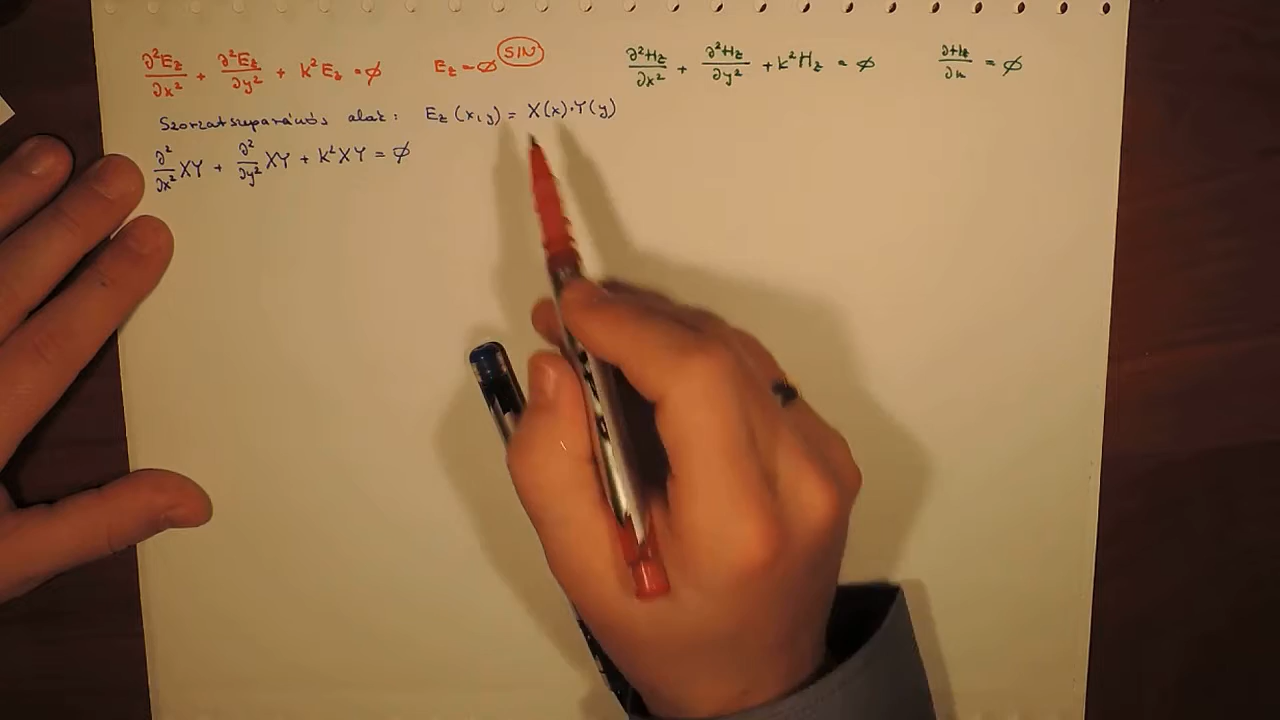 ∂²E_z/∂x² + ∂²E_z/∂y² + k²E_z = ∅ E_z = ∅ SIN ∂²H_z/∂x² + ∂²H_z/∂y² + k²H_z = ∅ ∂H_z/∂n = ∅
Szorzatszeparációs alak: E_z(x,y) = X(x)·Y(y)
∂²/∂x² XY + ∂²/∂y² XY + k²XY = ∅